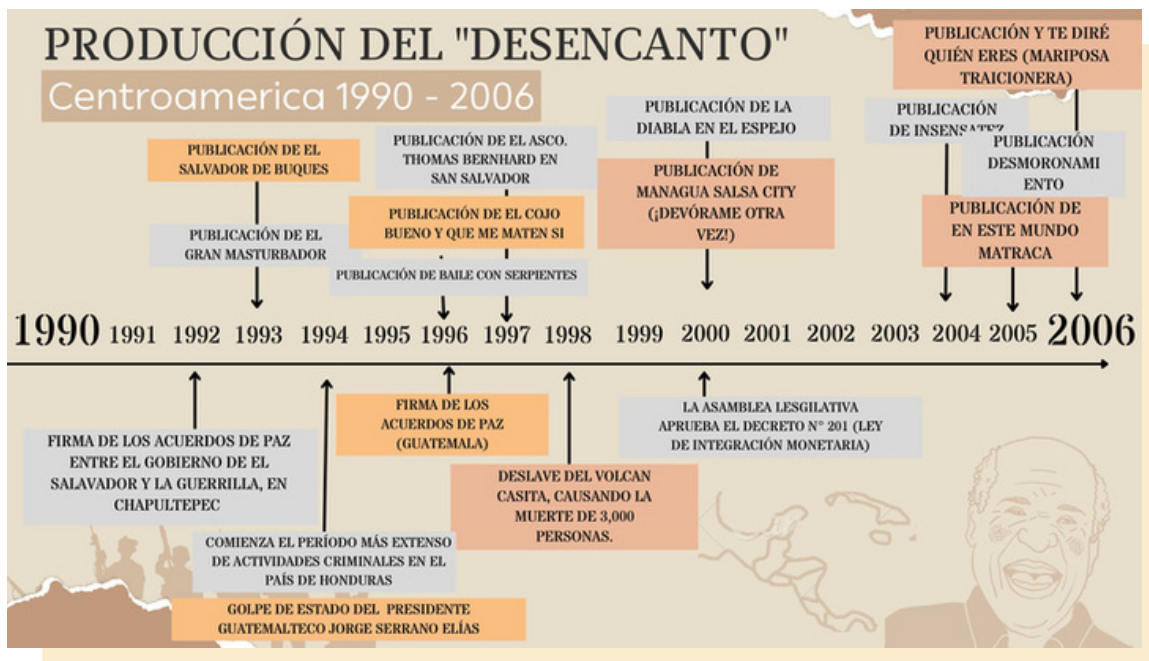 PRODUCCIÓN DEL "DESENCANTO"
Centroamerica 1990 - 2006
PUBLICACIÓN DE EL
SALVADOR DE BUQUES
PUBLICACIÓN DE EL
GRAN MASTURBADOR
PUBLICACIÓN DE EL ASCO.
THOMAS BERNHARD EN
SAN SALVADOR
PUBLICACIÓN DE EL COJO
BUENO Y QUE ME MATEN SI
PUBLICACIÓN DE BAILE CON SERPIENTES
PUBLICACIÓN DE LA
DIABLA EN EL ESPEJO
PUBLICACIÓN DE
MANAGUA SALSA CITY
(¡DEVÓRAME OTRA
VEZ!)
PUBLICACIÓN Y TE DIRÉ
QUIÉN ERES (MARIPOSA
TRAICIONERA)
PUBLICACIÓN
DE INSENSATEZ
PUBLICACIÓN
DESMORONAMI
ENTO
PUBLICACIÓN DE
EN ESTE MUNDO
MATRACA
1990 1991 1992 1993 1994 1995 1996 1997 1998 1999 2000 2001 2002 2003 2004 2005 2006
FIRMA DE LOS ACUERDOS DE PAZ
ENTRE EL GOBIERNO DE EL
SALAVADOR Y LA GUERRILLA, EN
CHAPULTEPEC
COMIENZA EL PERÍODO MÁS EXTENSO
DE ACTIVIDADES CRIMINALES EN EL
PAÍS DE HONDURAS
GOLPE DE ESTADO DEL PRESIDENTE
GUATEMALTECO JORGE SERRANO ELÍAS
FIRMA DE LOS
ACUERDOS DE PAZ
(GUATEMALA)
DESLAVE DEL VOLCAN
CASITA, CAUSANDO LA
MUERTE DE 3,000
PERSONAS.
LA ASAMBLEA LESGILATIVA
APRUEBA EL DECRETO N° 201 (LEY
DE INTEGRACIÓN MONETARIA)